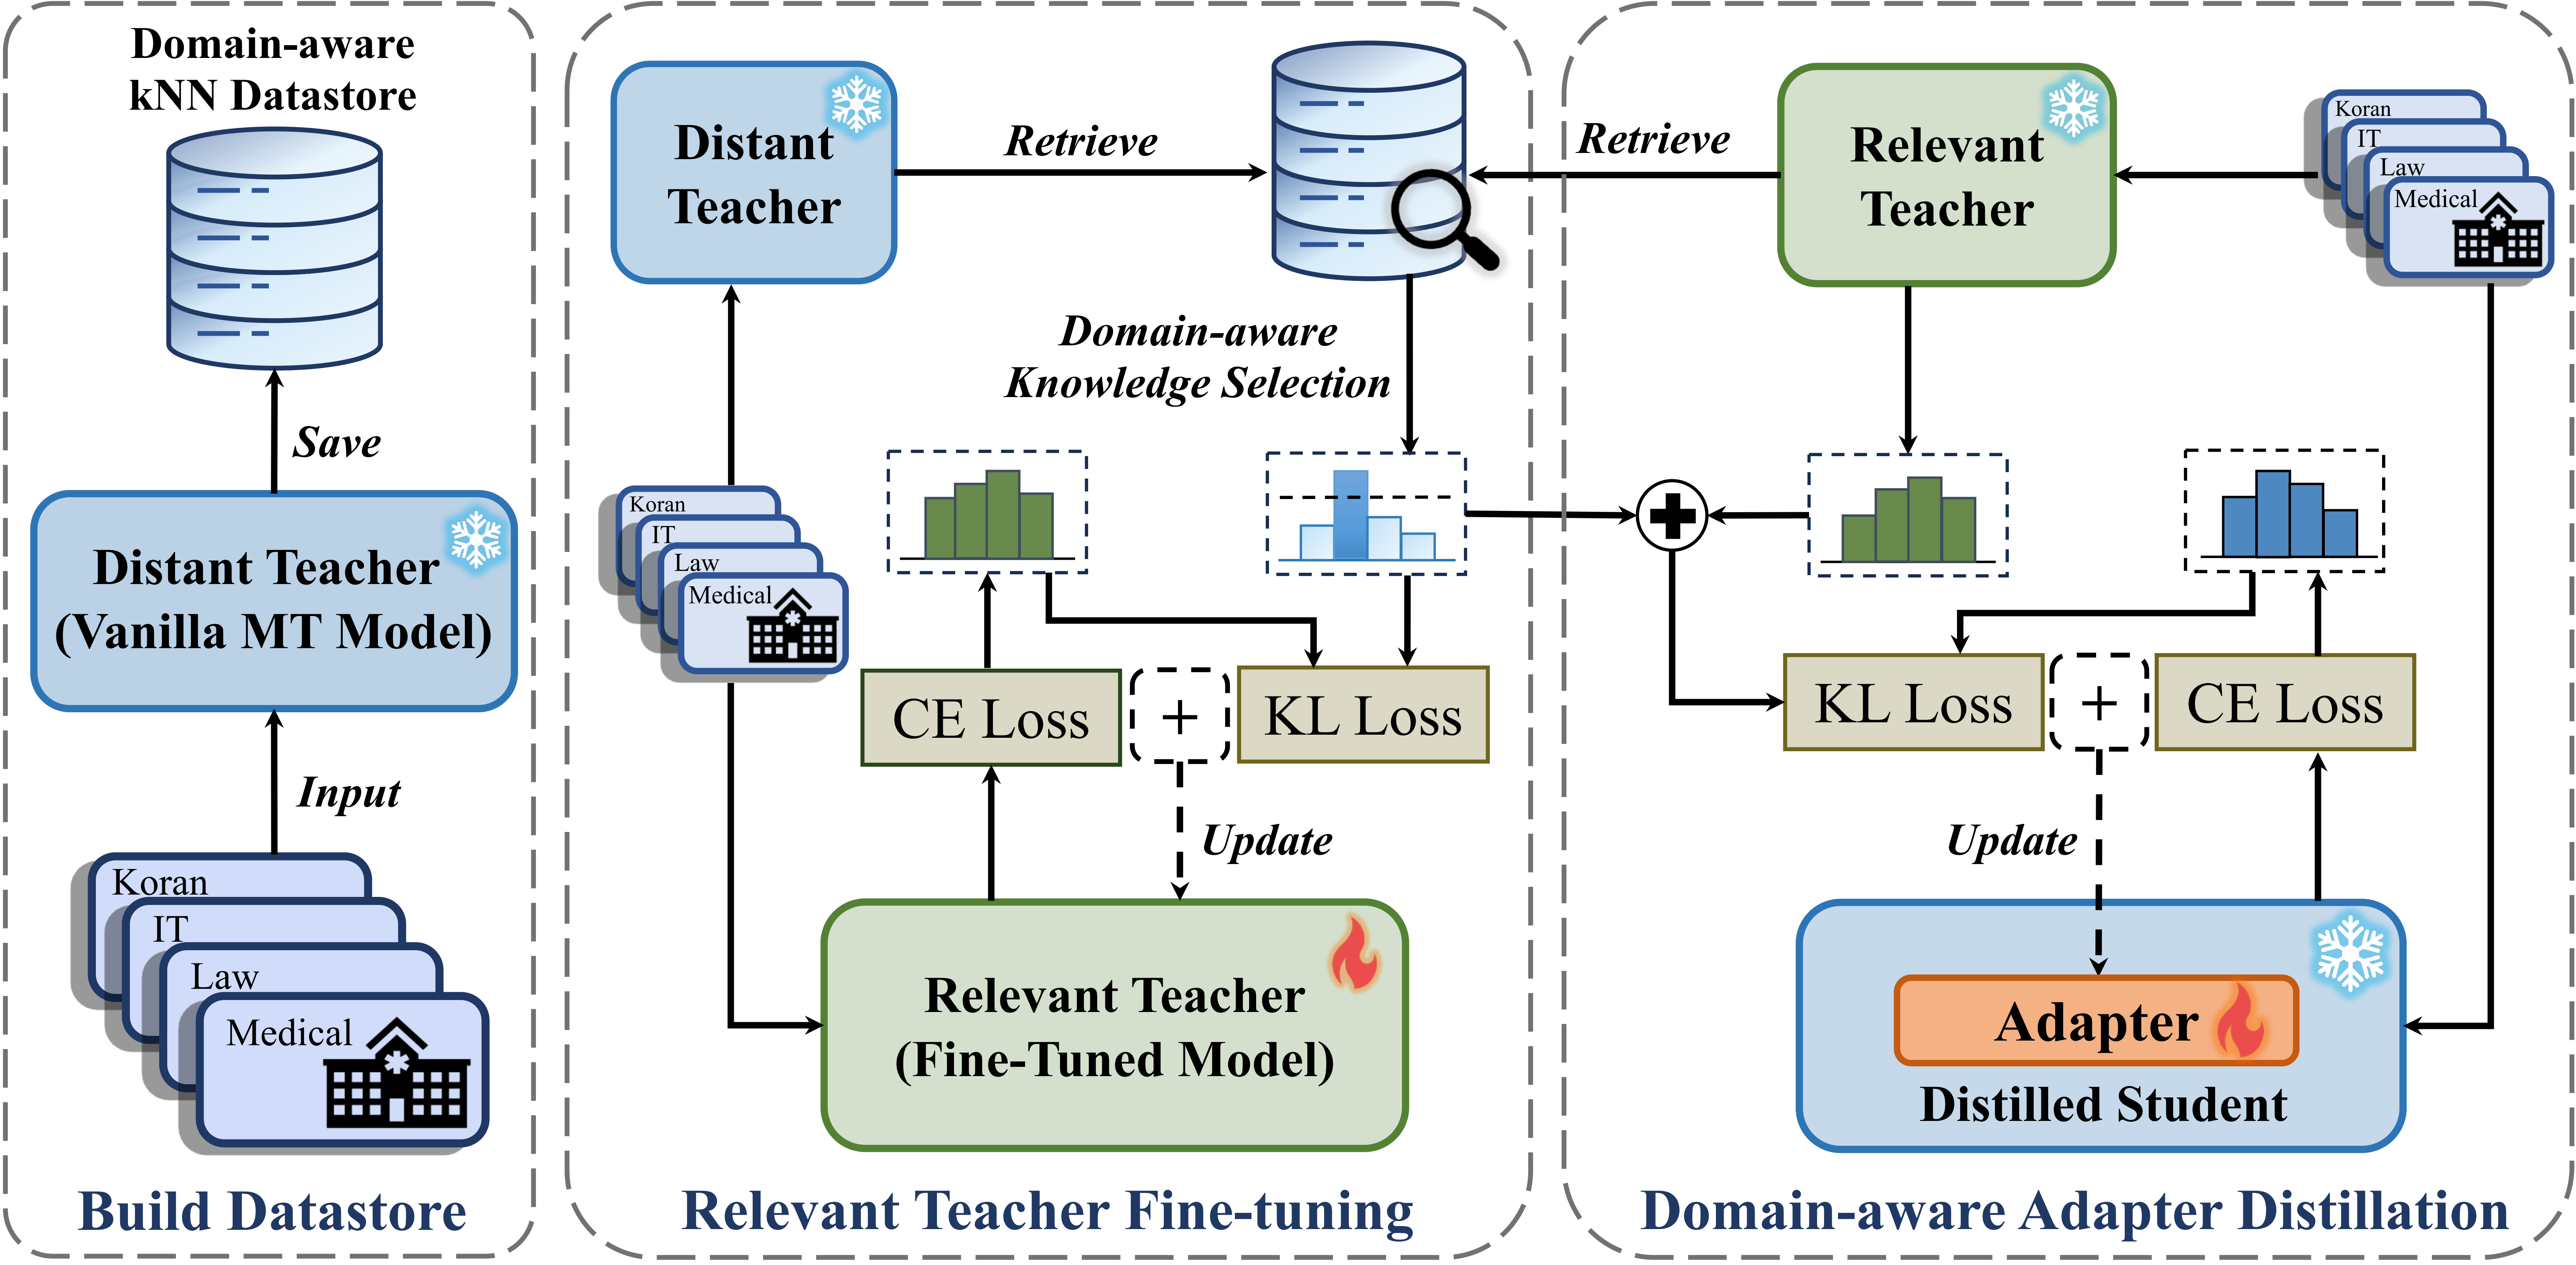 Domain-aware
kNN Datastore
Save
Distant Teacher
(Vanilla MT Model)
Input
Koran
IT
Law
Medical
Build Datastore
Distant
Teacher
Retrieve
Domain-aware
Knowledge Selection
Koran
IT
Law
Medical
CE Loss
+
KL Loss
Update
Relevant Teacher
(Fine-Tuned Model)
Relevant Teacher Fine-tuning
Retrieve
Relevant
Teacher
Koran
IT
Law
Medical
KL Loss
+
CE Loss
Update
Adapter
Distilled Student
Domain-aware Adapter Distillation